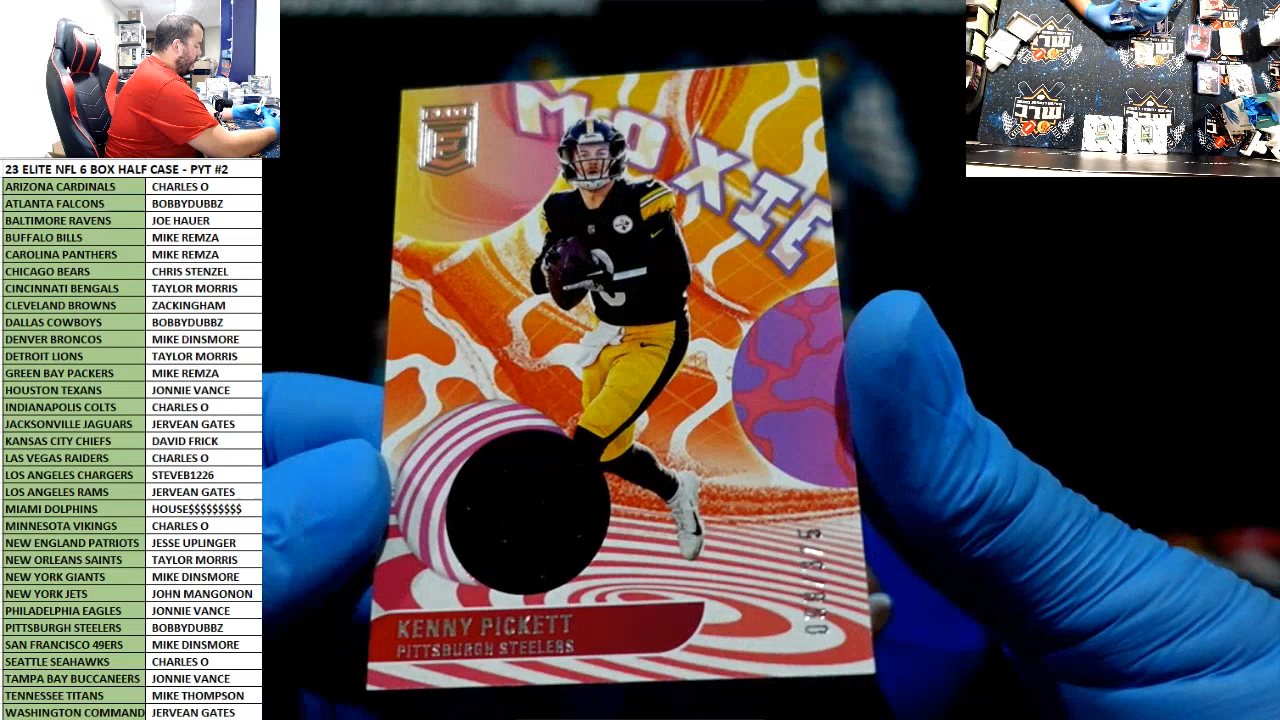 23 ELITE NFL 6 BOX HALF CASE - PYT #2
ARIZONA CARDINALS CHARLES O
ATLANTA FALCONS BOBBYDUBBZ
BALTIMORE RAVENS JOE HAUER
BUFFALO BILLS MIKE REMZA
CAROLINA PANTHERS MIKE REMZA
CHICAGO BEARS CHRIS STENZEL
CINCINNATI BENGALS TAYLOR MORRIS
CLEVELAND BROWNS ZACKINGHAM
DALLAS COWBOYS BOBBYDUBBZ
DENVER BRONCOS MIKE DINSMORE
DETROIT LIONS TAYLOR MORRIS
GREEN BAY PACKERS MIKE REMZA
HOUSTON TEXANS JONNIE VANCE
INDIANAPOLIS COLTS CHARLES O
JACKSONVILLE JAGUARS JERVEAN GATES
KANSAS CITY CHIEFS DAVID FRICK
LAS VEGAS RAIDERS CHARLES O
LOS ANGELES CHARGERS STEVEB1226
LOS ANGELES RAMS JERVEAN GATES
MIAMI DOLPHINS HOUSE$$$$$$$$$
MINNESOTA VIKINGS CHARLES O
NEW ENGLAND PATRIOTS JESSE UPLINGER
NEW ORLEANS SAINTS TAYLOR MORRIS
NEW YORK GIANTS MIKE DINSMORE
NEW YORK JETS JOHN MANGONON
PHILADELPHIA EAGLES JONNIE VANCE
PITTSBURGH STEELERS BOBBYDUBBZ
SAN FRANCISCO 49ERS MIKE DINSMORE
SEATTLE SEAHAWKS CHARLES O
TAMPA BAY BUCCANEERS JONNIE VANCE
TENNESSEE TITANS MIKE THOMPSON
WASHINGTON COMMAND JERVEAN GATES
ELITE
E
MOXIE
KENNY PICKETT
PITTSBURGH STEELERS
MLC
MLC
MLC
MLC